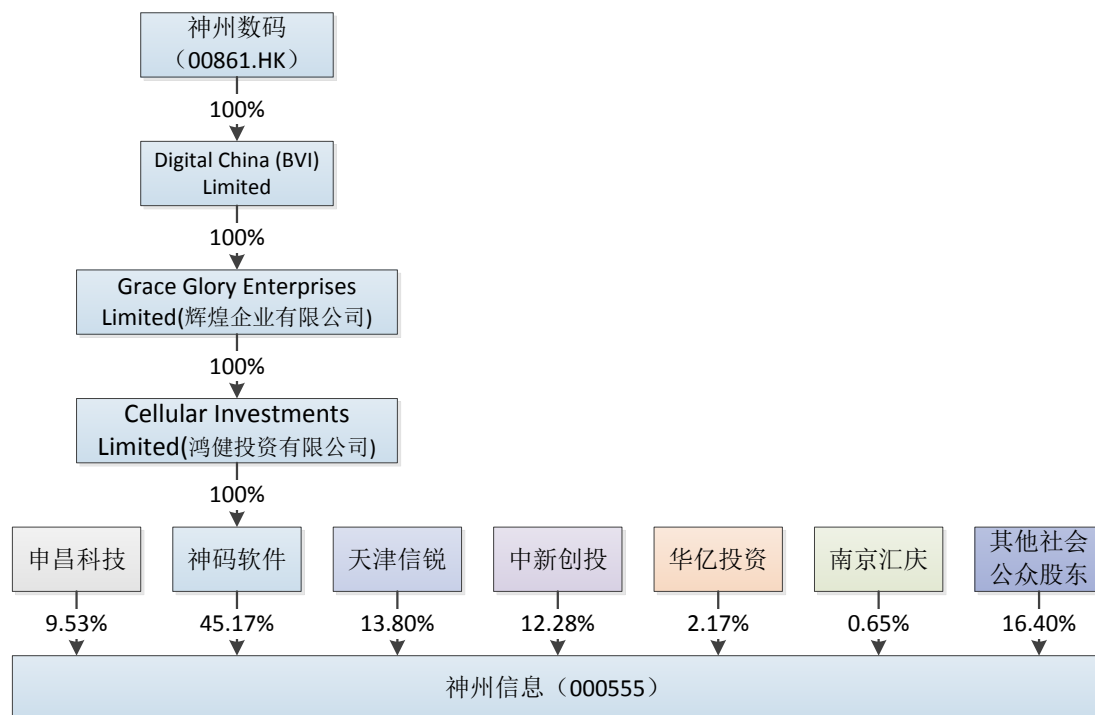 神州数码
（00861.HK）
100%
Digital China (BVI)
Limited
100%
Grace Glory Enterprises
Limited(辉煌企业有限公司)
100%
Cellular Investments
Limited(鸿健投资有限公司)
100%
申昌科技
神码软件
天津信锐
中新创投
华亿投资
南京汇庆
其他社会
公众股东
9.53%
45.17%
13.80%
12.28%
2.17%
0.65%
16.40%
神州信息（000555）